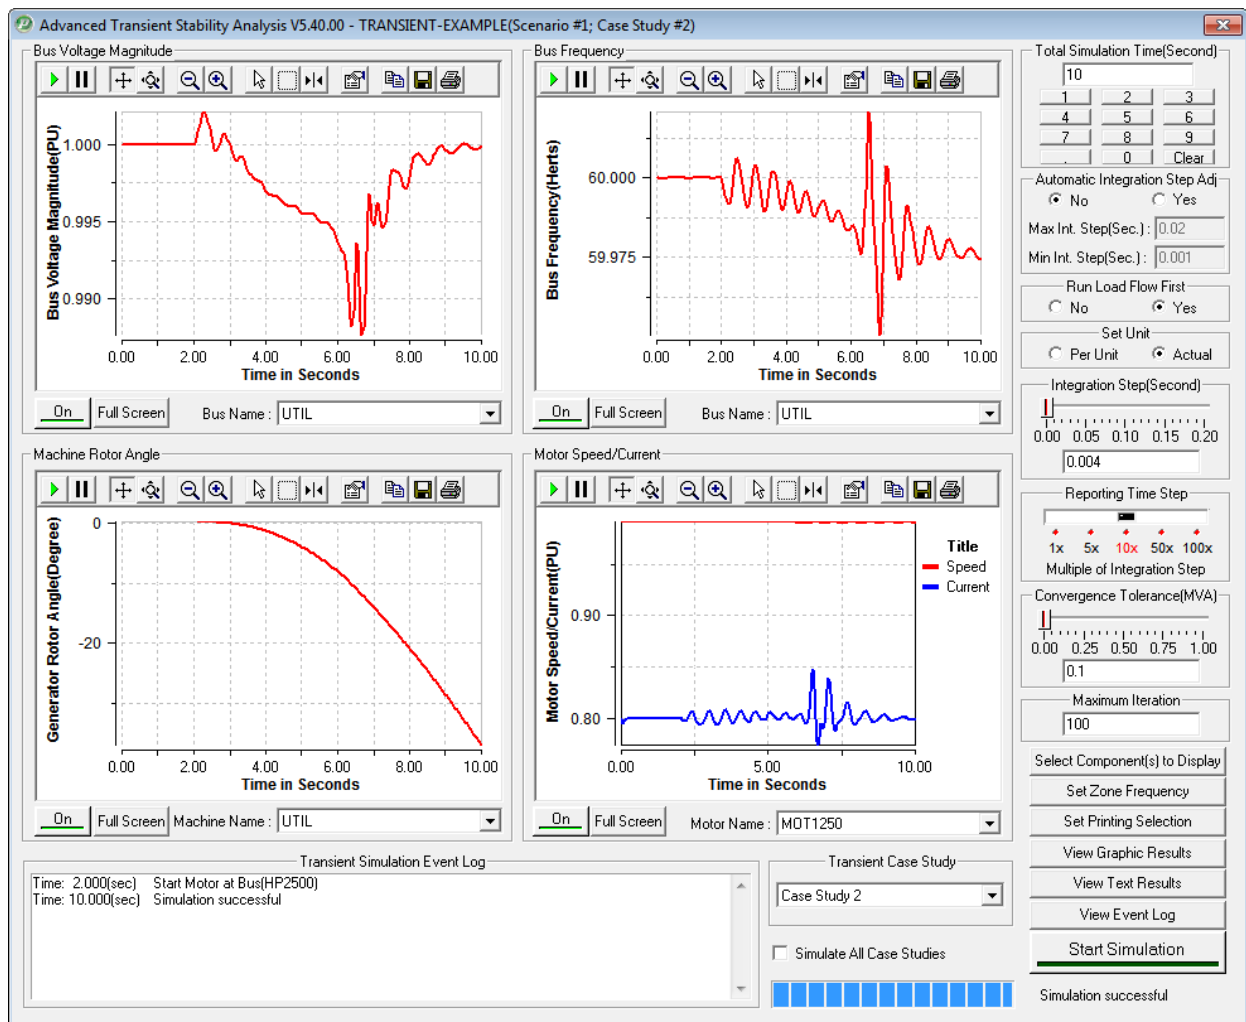 Advanced Transient Stability Analysis V5.40.00 - TRANSIENT-EXAMPLE(Scenario #1; Case Study #2)
Bus Voltage Magnitude
Bus Voltage Magnitude(PU)
1.000
0.995
0.990
0.00 2.00 4.00 6.00 8.00 10.00
Time in Seconds
On Full Screen Bus Name : UTIL
Bus Frequency
Bus Frequency(Herts)
60.000
59.975
0.00 2.00 4.00 6.00 8.00 10.00
Time in Seconds
On Full Screen Bus Name : UTIL
Machine Rotor Angle
Generator Rotor Angle(Degree)
0
-20
0.00 2.00 4.00 6.00 8.00 10.00
Time in Seconds
On Full Screen Machine Name : UTIL
Motor Speed/Current
Motor Speed/Current(PU)
0.90
0.80
0.00 5.00 10.00
Time in Seconds
Title
Speed
Current
On Full Screen Motor Name : MOT1250
Transient Simulation Event Log
Time: 2.000(sec) Start Motor at Bus(HP2500)
Time: 10.000(sec) Simulation successful
Transient Case Study
Case Study 2
Simulate All Case Studies
Total Simulation Time(Second)
10
1 2 3
4 5 6
7 8 9
. 0 Clear
Automatic Integration Step Adj
No Yes
Max Int. Step(Sec.) : 0.02
Min Int. Step(Sec.) : 0.001
Run Load Flow First
No Yes
Set Unit
Per Unit Actual
Integration Step(Second)
0.00 0.05 0.10 0.15 0.20
0.004
Reporting Time Step
1x 5x 10x 50x 100x
Multiple of Integration Step
Convergence Tolerance(MVA)
0.00 0.25 0.50 0.75 1.00
0.1
Maximum Iteration
100
Select Component(s) to Display
Set Zone Frequency
Set Printing Selection
View Graphic Results
View Text Results
View Event Log
Start Simulation
Simulation successful